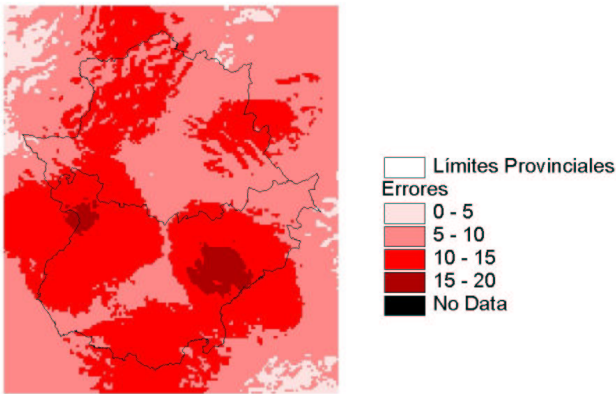 Límites Provinciales
Errores
0 - 5
5 - 10
10 - 15
15 - 20
No Data